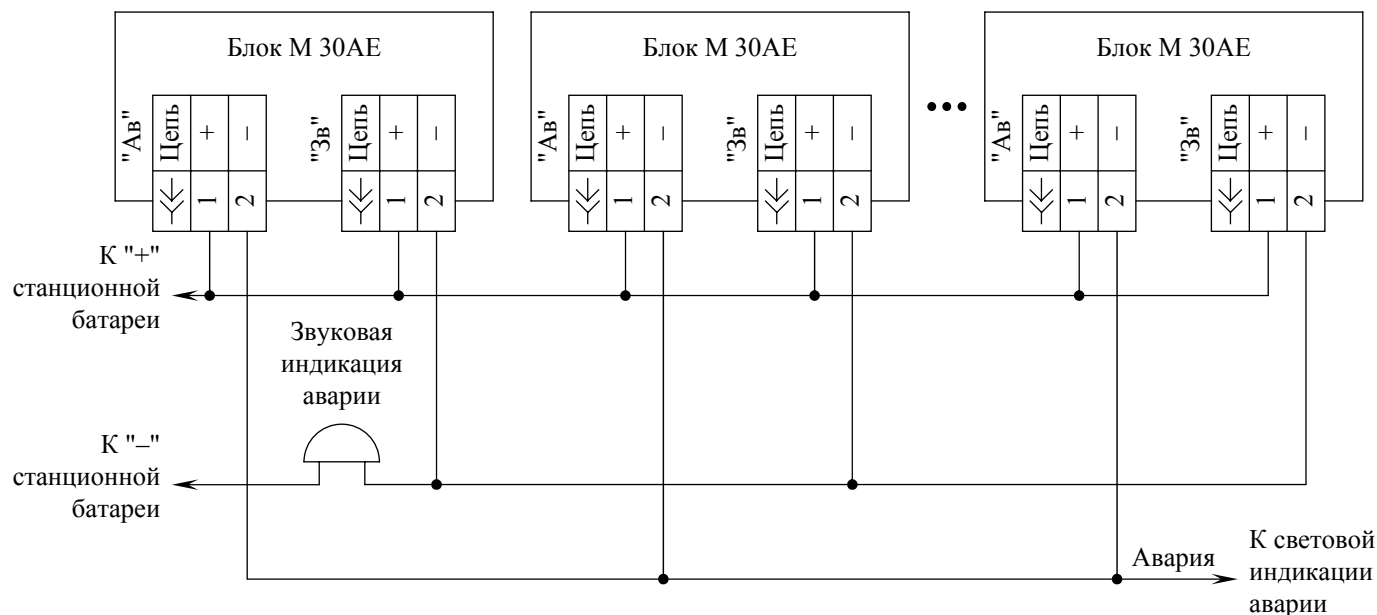 Блок М 30АЕ
Блок М 30АЕ
Блок М 30АЕ
"Ав" Цепь + –
"Зв" Цепь + –
"Ав" Цепь + –
"Зв" Цепь + –
"Ав" Цепь + –
"Зв" Цепь + –
1 2
1 2
1 2
1 2
1 2
1 2
К "+"
станционной
батареи
Звуковая
индикация
аварии
К "–"
станционной
батареи
Авария
К световой
индикации
аварии